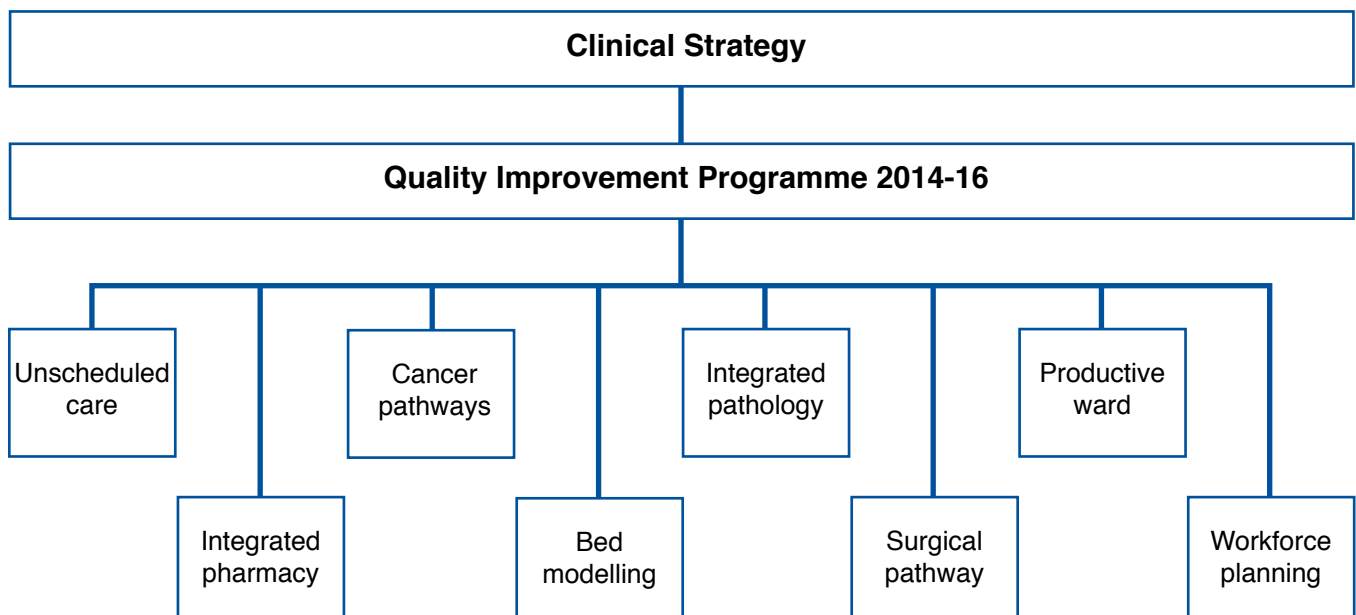 Clinical Strategy
Quality Improvement Programme 2014-16
Unscheduled
care
Cancer
pathways
Integrated
pathology
Productive
ward
Integrated
pharmacy
Bed
modelling
Surgical
pathway
Workforce
planning